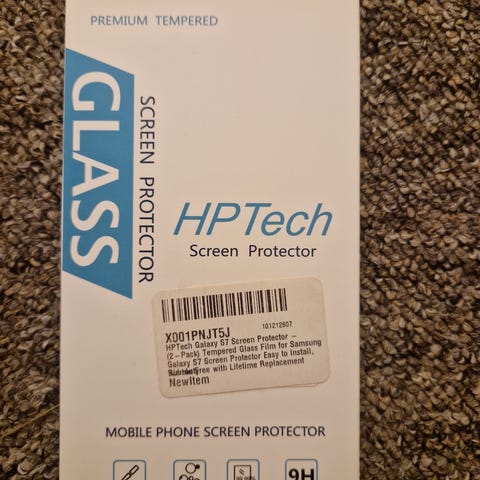 PREMIUM TEMPERED
GLASS
SCREEN PROTECTOR
HPTech
Screen Protector
X001PNJT5J
101212807
HPTech Galaxy S7 Screen Protector –
(2-Pack) Tempered Glass Film for Samsung
Galaxy S7 Screen Protector Easy to Install,
Free with Lifetime Replacement
NewItem
MOBILE PHONE SCREEN PROTECTOR
9H